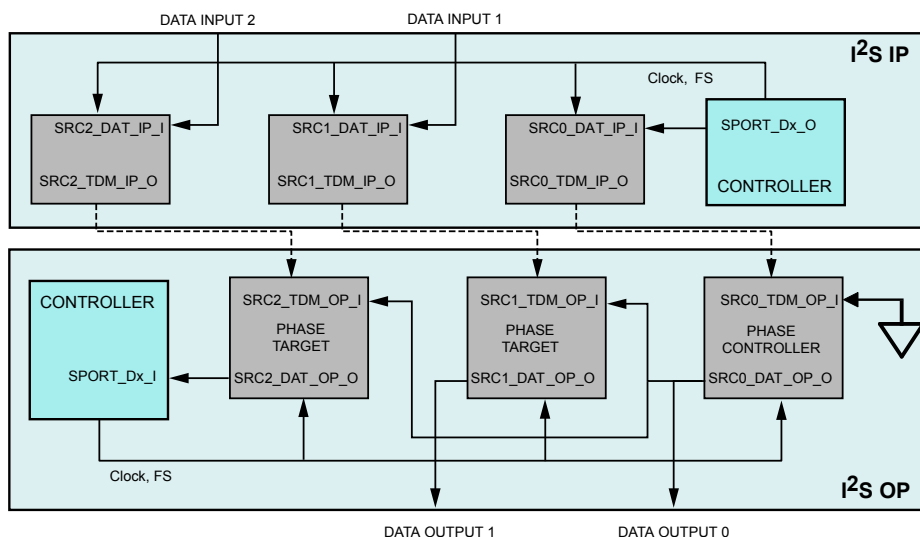 DATA INPUT 2
DATA INPUT 1
I²S IP
Clock, FS
SRC2_DAT_IP_I
SRC2_TDM_IP_O
SRC1_DAT_IP_I
SRC1_TDM_IP_O
SRC0_DAT_IP_I
SRC0_TDM_IP_O
SPORT_Dx_O
CONTROLLER
CONTROLLER
SPORT_Dx_I
SRC2_TDM_OP_I
PHASE
TARGET
SRC2_DAT_OP_O
SRC1_TDM_OP_I
PHASE
TARGET
SRC1_DAT_OP_O
SRC0_TDM_OP_I
PHASE
CONTROLLER
SRC0_DAT_OP_O
Clock, FS
I²S OP
DATA OUTPUT 1
DATA OUTPUT 0